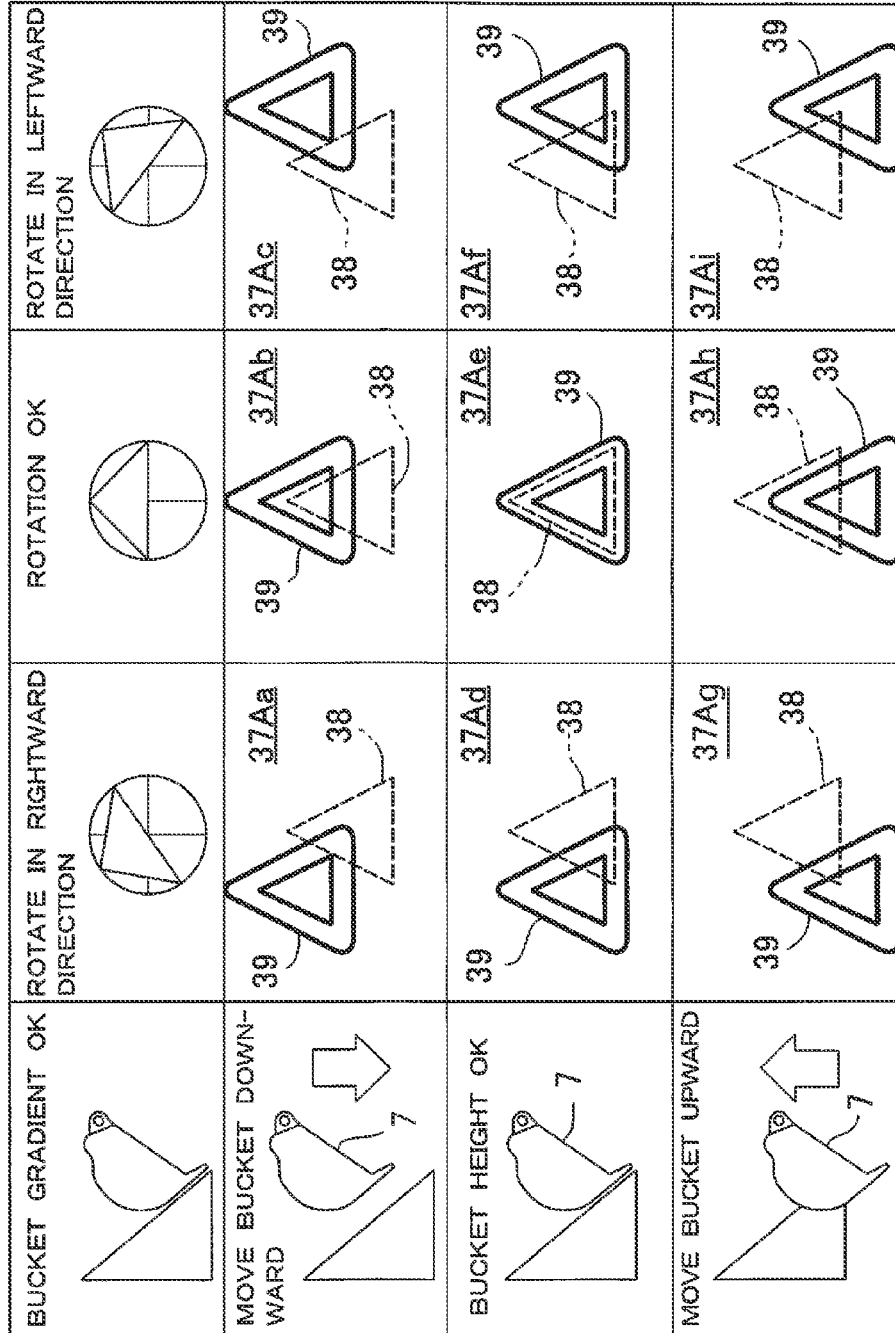 BUCKET GRADIENT OK
ROTATE IN RIGHTWARD
DIRECTION
ROTATION OK
ROTATE IN LEFTWARD
DIRECTION
MOVE BUCKET DOWN-
WARD
7
37Aa
38
39
37Ab
38
39
37Ac
38
39
BUCKET HEIGHT OK
7
37Ad
38
39
37Ae
38
39
37Af
38
39
MOVE BUCKET UPWARD
7
37Ag
38
39
37Ah
38
39
37Ai
38
39